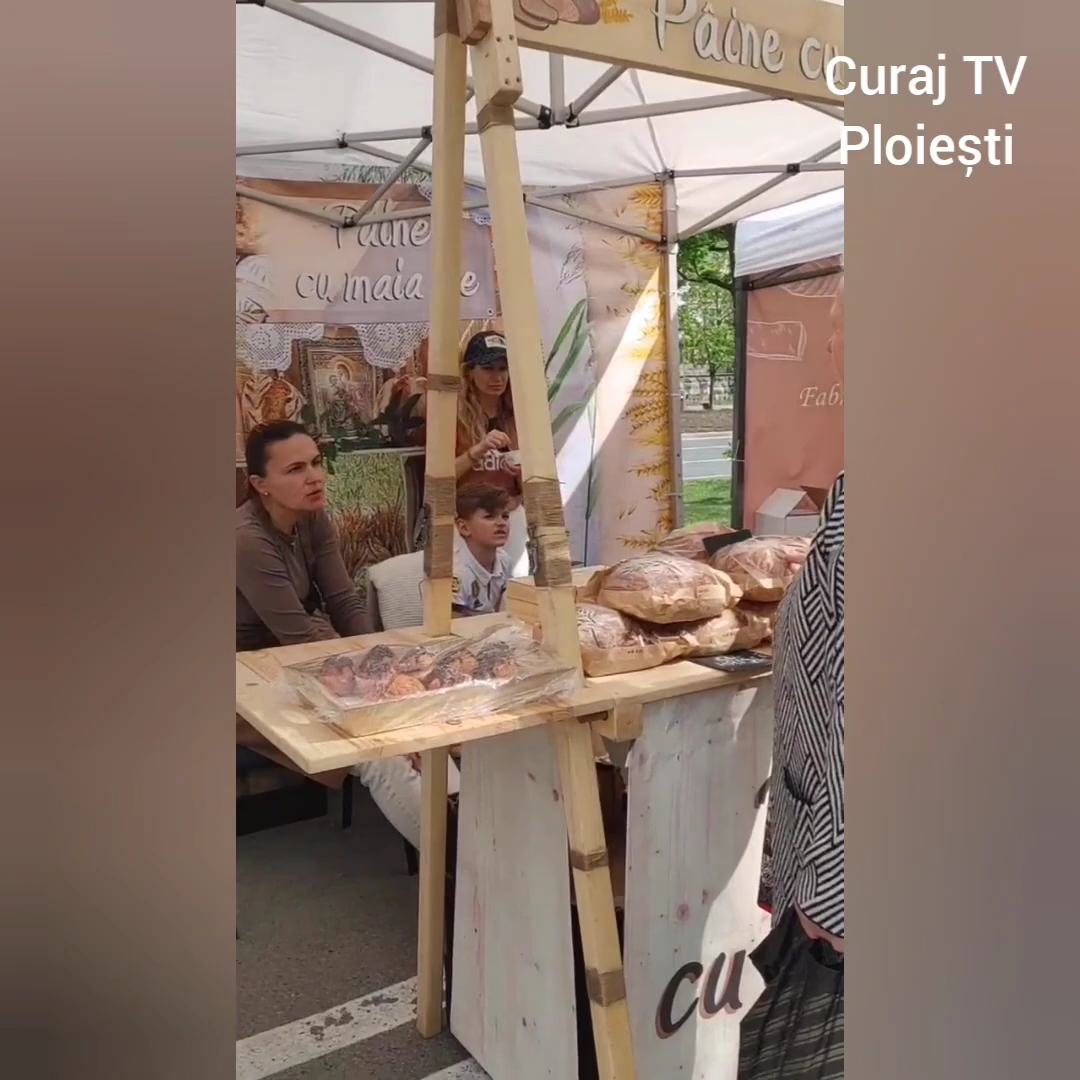 Pâine cu
Curaj TV
Ploiești
Pâine
cu maia
Fab
cu